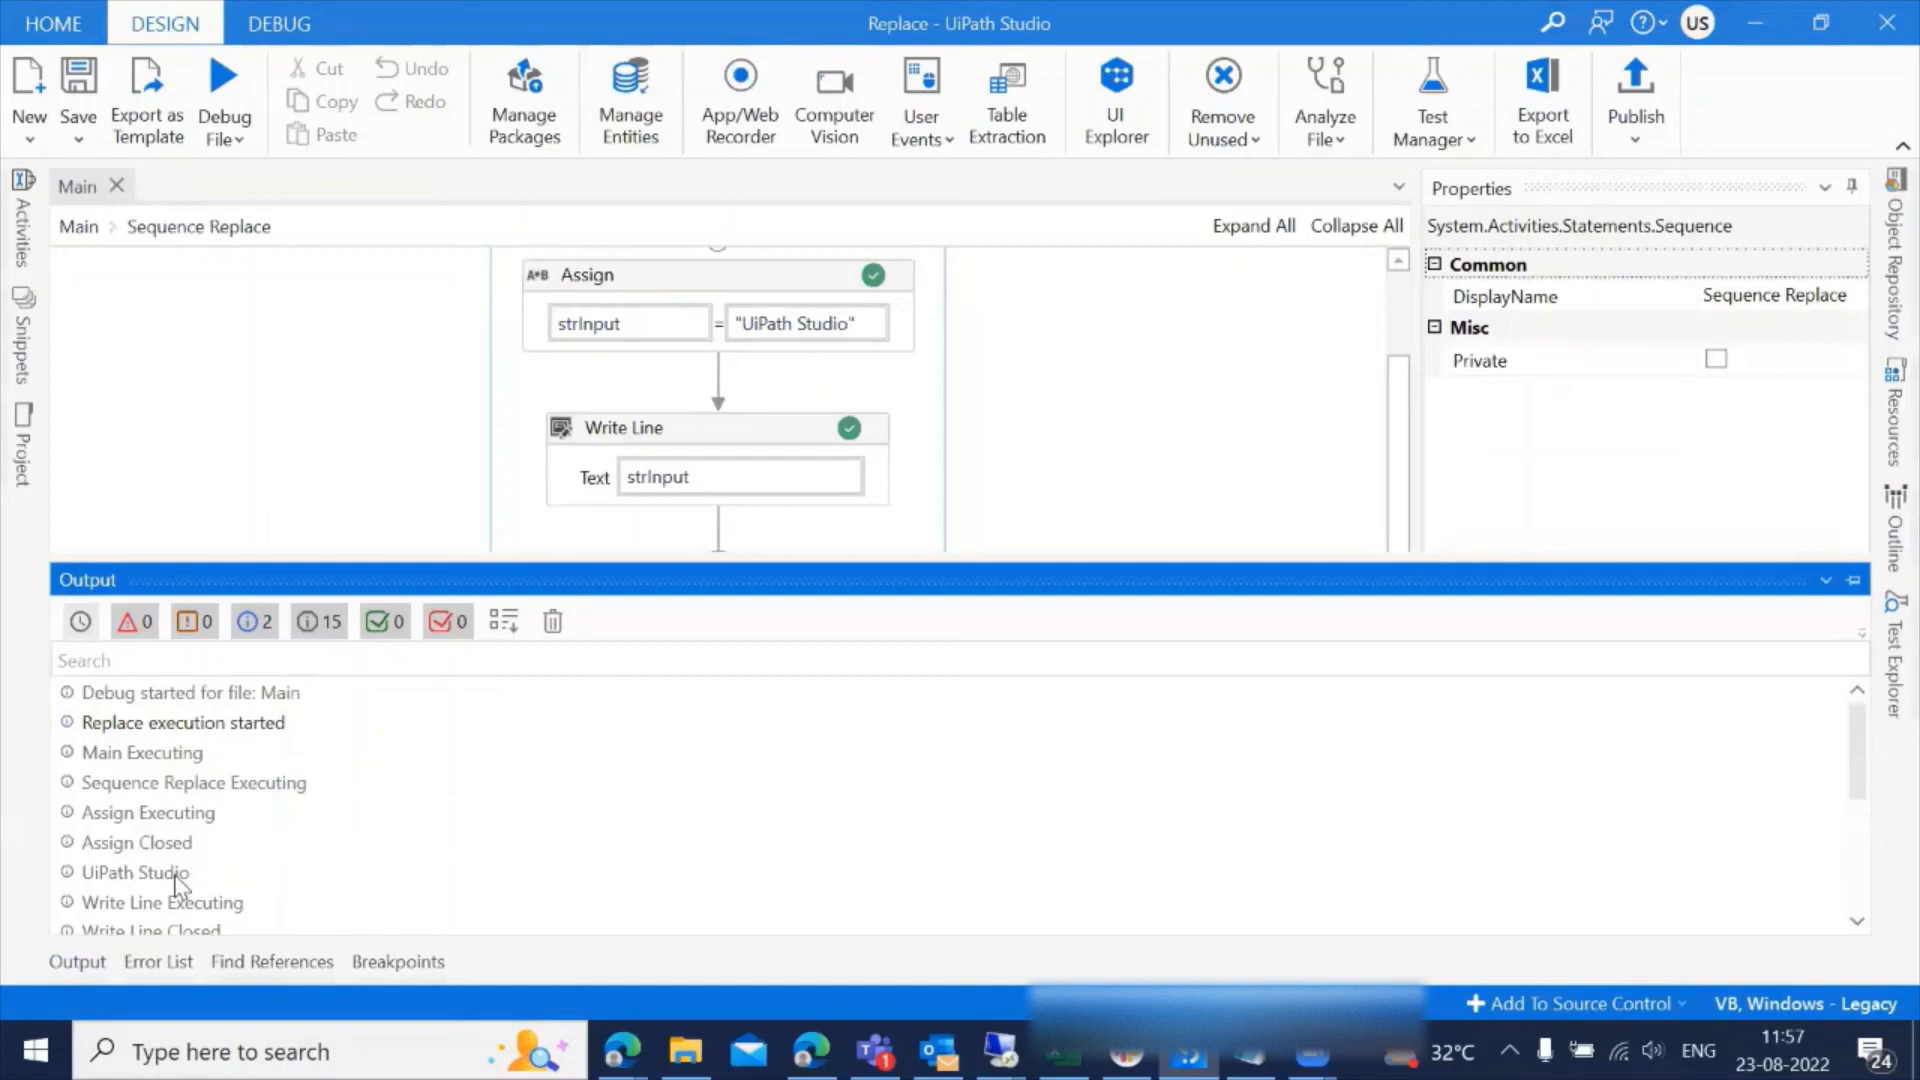 HOME DESIGN DEBUG Replace - UiPath Studio US
New Save Export as Template Debug File Cut Copy Paste Undo Redo Manage Packages Manage Entities App/Web Recorder Computer Vision User Events Table Extraction UI Explorer Remove Unused Analyze File Test Manager Export to Excel Publish
Main
Main > Sequence Replace Expand All Collapse All
A*B Assign
strInput = "UiPath Studio"
Write Line
Text strInput
Properties
System.Activities.Statements.Sequence
Common
DisplayName Sequence Replace
Misc
Private
Activities
Snippets
Project
Object Repository
Resources
Outline
Test Explorer
Output
0 0 2 15 0 0
Search
Debug started for file: Main
Replace execution started
Main Executing
Sequence Replace Executing
Assign Executing
Assign Closed
UiPath Studio
Write Line Executing
Write Line Closed
Output Error List Find References Breakpoints
Add To Source Control VB, Windows - Legacy
Type here to search 1 32°C ENG 11:57
23-08-2022 24